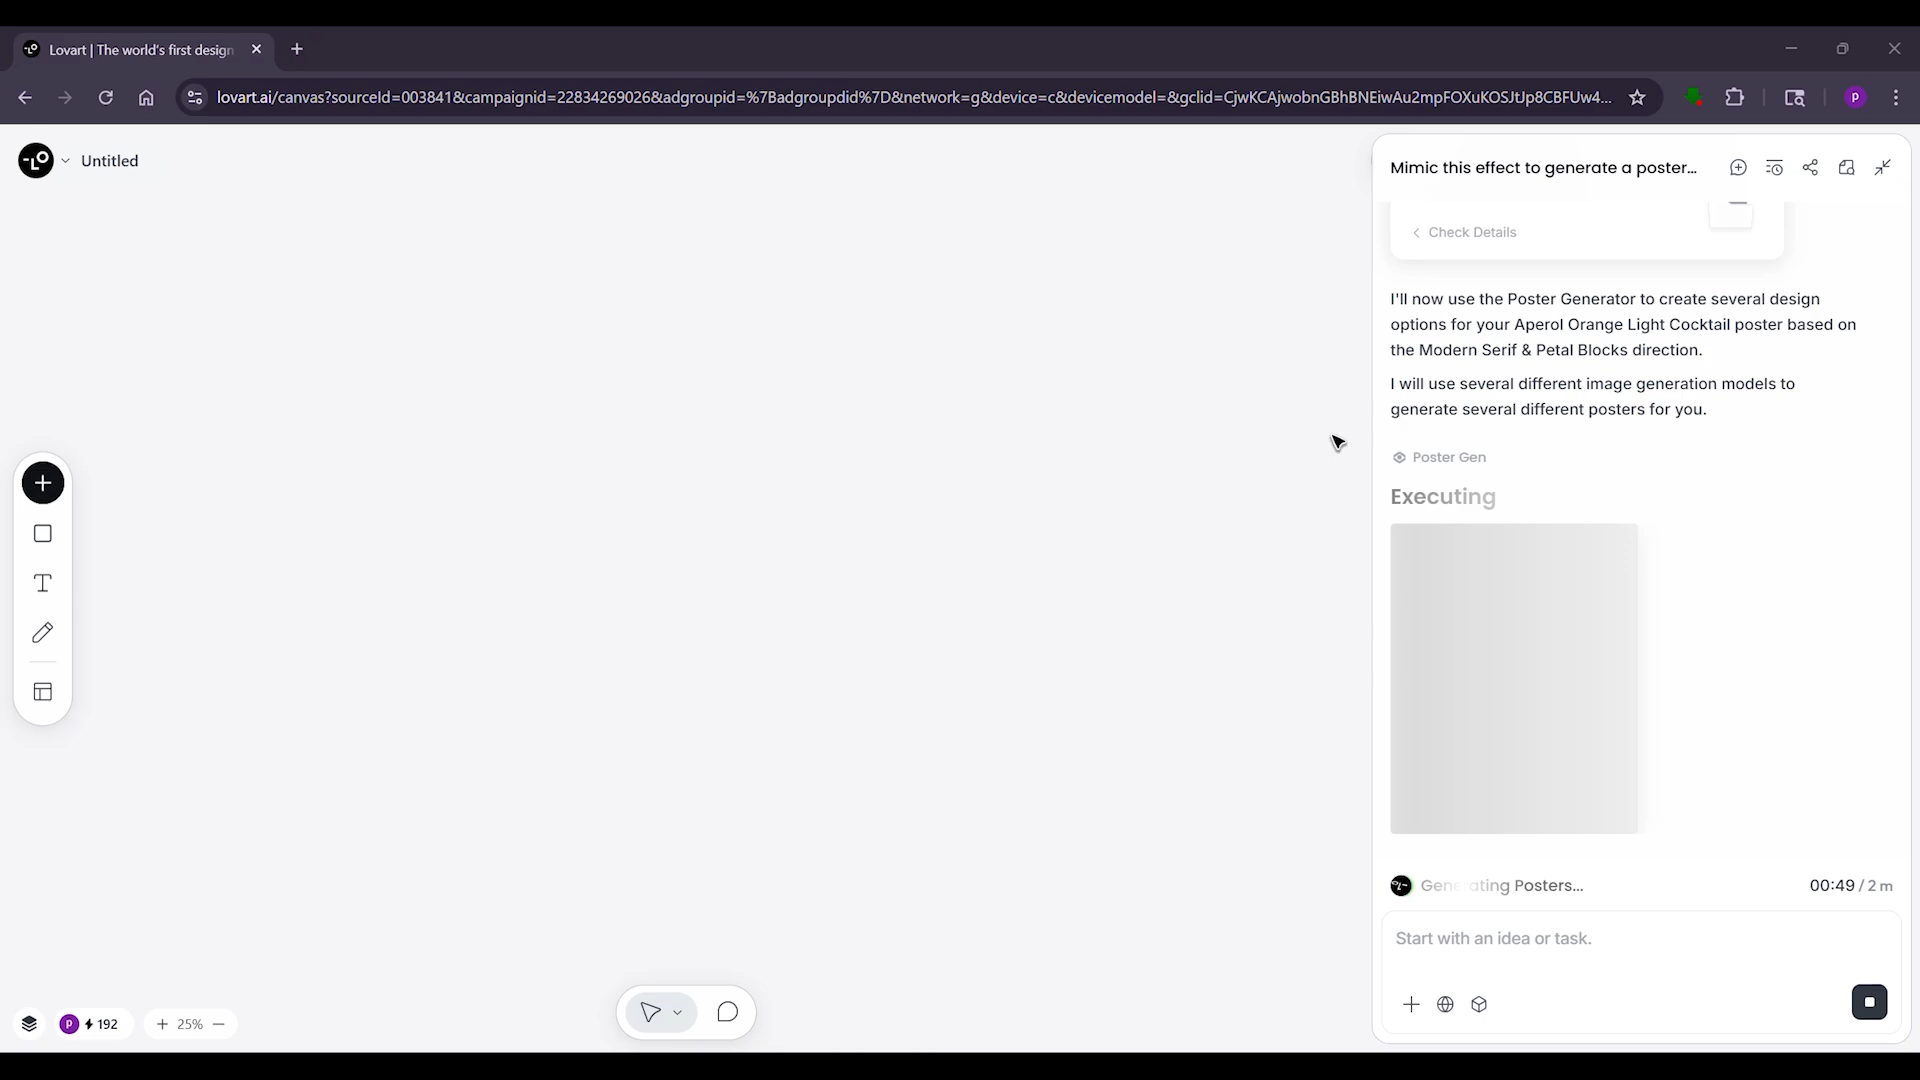 Lovart | The world's first design
lovart.ai/canvas?sourceId=003841&campaignid=22834269026&adgroupid=%7Badgroupdid%7D&network=g&device=c&devicemodel=&gclid=CjwKCAjwobnGBhBNEiwAu2mpFOXuKOSJtJp8CBFUw4...
P
Untitled
Mimic this effect to generate a poster...
Check Details
I'll now use the Poster Generator to create several design
options for your Aperol Orange Light Cocktail poster based on
the Modern Serif & Petal Blocks direction.
I will use several different image generation models to
generate several different posters for you.
Poster Gen
Executing
Generating Posters...
00:49 / 2 m
Start with an idea or task.
P
192
25%